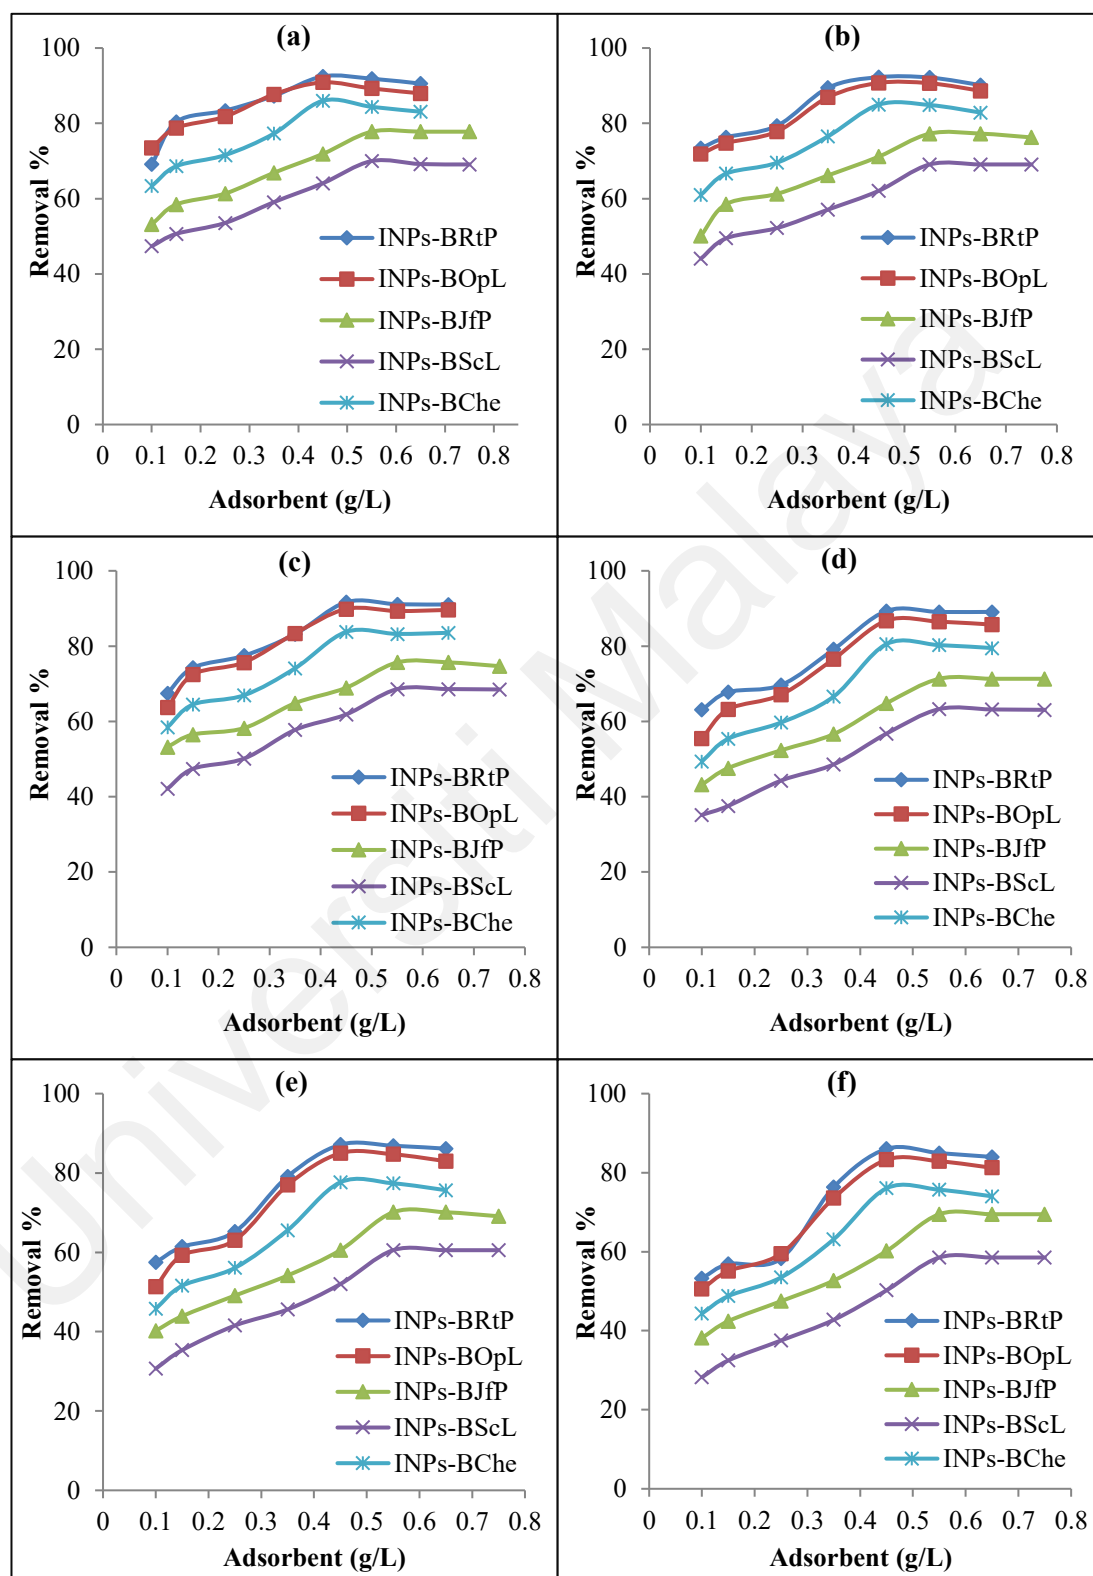 (a)
100
80
60
40
20
0
Removal %
INPs-BRtP
INPs-BOpL
INPs-BJfP
INPs-BScL
INPs-BChe
0 0.1 0.2 0.3 0.4 0.5 0.6 0.7 0.8
Adsorbent (g/L)
(b)
100
80
60
40
20
0
Removal %
INPs-BRtP
INPs-BOpL
INPs-BJfP
INPs-BScL
INPs-BChe
0 0.1 0.2 0.3 0.4 0.5 0.6 0.7 0.8
Adsorbent (g/L)
(c)
100
80
60
40
20
0
Removal %
INPs-BRtP
INPs-BOpL
INPs-BJfP
INPs-BScL
INPs-BChe
0 0.1 0.2 0.3 0.4 0.5 0.6 0.7 0.8
Adsorbent (g/L)
(d)
100
80
60
40
20
0
Removal %
INPs-BRtP
INPs-BOpL
INPs-BJfP
INPs-BScL
INPs-BChe
0 0.1 0.2 0.3 0.4 0.5 0.6 0.7 0.8
Adsorbent (g/L)
(e)
100
80
60
40
20
0
Removal %
INPs-BRtP
INPs-BOpL
INPs-BJfP
INPs-BScL
INPs-BChe
0 0.1 0.2 0.3 0.4 0.5 0.6 0.7 0.8
Adsorbent (g/L)
(f)
100
80
60
40
20
0
Removal %
INPs-BRtP
INPs-BOpL
INPs-BJfP
INPs-BScL
INPs-BChe
0 0.1 0.2 0.3 0.4 0.5 0.6 0.7 0.8
Adsorbent (g/L)
Universiti Malaya